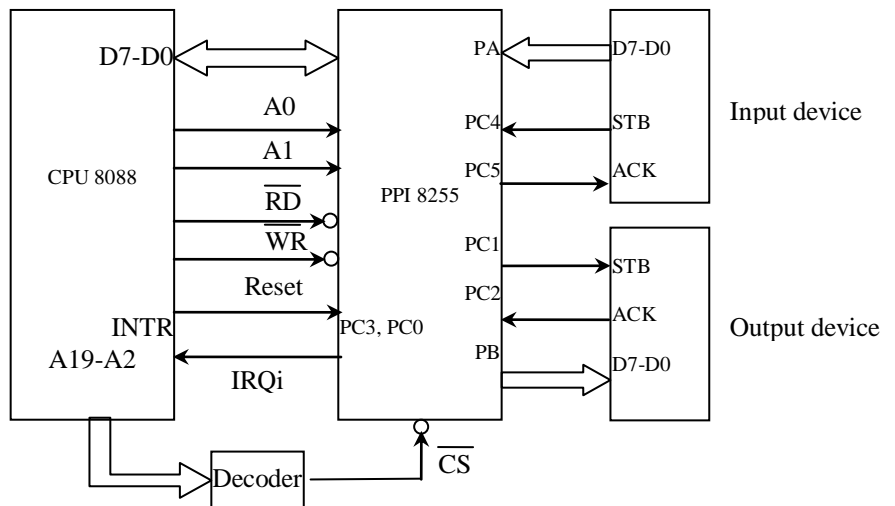 D7-D0
A0
A1
CPU 8088
RD
WR
Reset
INTR
A19-A2
IRQi
Decoder
CS
PA
PC4
PC5
PPI 8255
PC1
PC2
PC3, PC0
PB
D7-D0
STB
ACK
Input device
STB
ACK
D7-D0
Output device